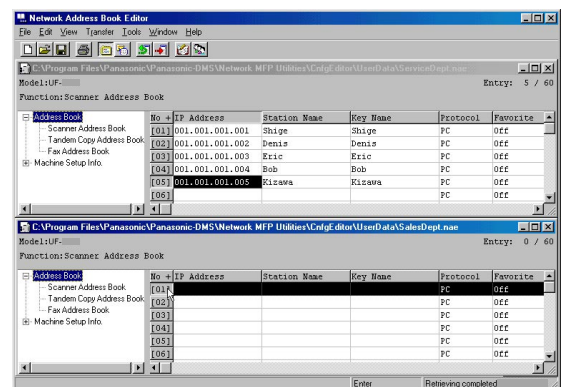 Network Address Book Editor
File Edit View Transfer Tools Window Help
C:\Program Files\Panasonic\Panasonic-DMS\Network MFP Utilities\CnfgEditor\UserData\ServiceDept.nae
Model:UF-
Entry: 5 / 60
Function:Scanner Address Book
Address Book
Scanner Address Book
Tandem Copy Address Book
Fax Address Book
Machine Setup Info.
No + IP Address Station Name Key Name Protocol Favorite
[01] 001.001.001.001 Shige Shige PC Off
[02] 001.001.001.002 Denis Denis PC Off
[03] 001.001.001.003 Eric Eric PC Off
[04] 001.001.001.004 Bob Bob PC Off
[05] 001.001.001.005 Kizawa Kizawa PC Off
[06]
C:\Program Files\Panasonic\Panasonic-DMS\Network MFP Utilities\CnfgEditor\UserData\SalesDept.nae
Model:UF-
Entry: 0 / 60
Function:Scanner Address Book
Address Book
Scanner Address Book
Tandem Copy Address Book
Fax Address Book
Machine Setup Info.
No + IP Address Station Name Key Name Protocol Favorite
[01] PC Off
[02] PC Off
[03] PC Off
[04] PC Off
[05] PC Off
[06] PC Off
Enter Retrieving completed